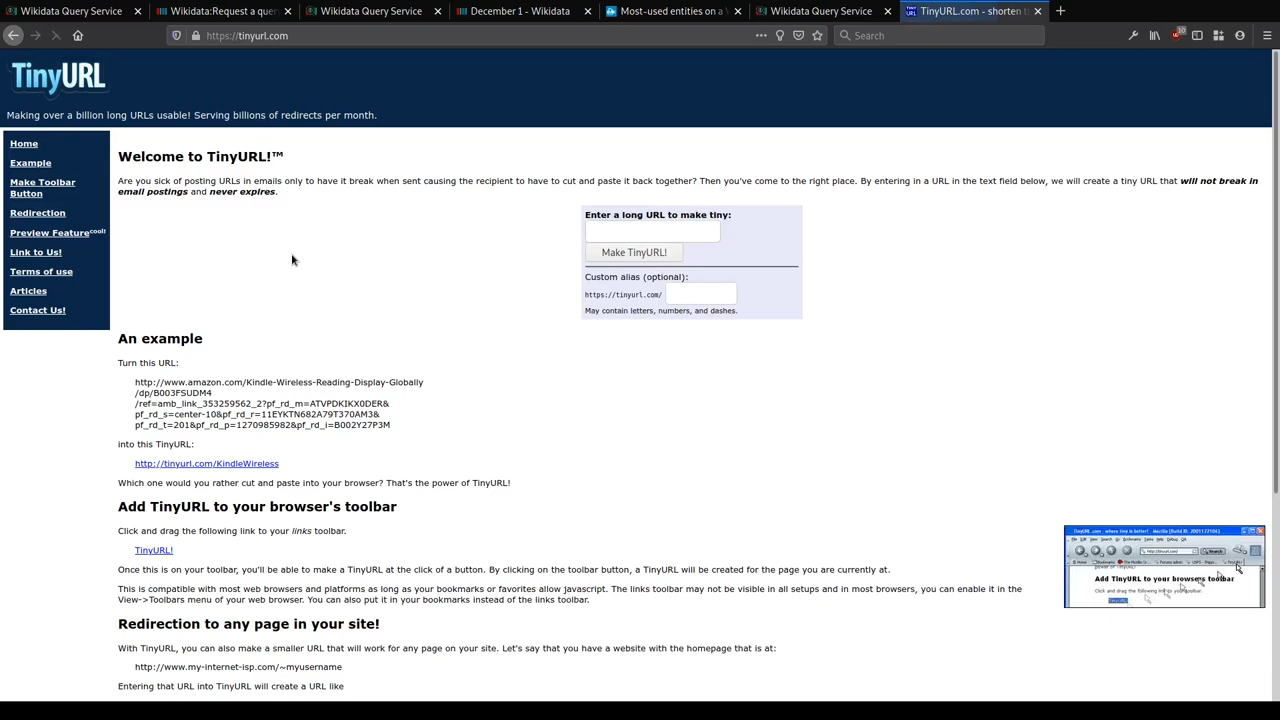 Wikidata Query Service
Wikidata:Request a query
Wikidata Query Service
December 1 - Wikidata
Most-used entities on a W
Wikidata Query Service
TinyURL.com - shorten t
https://tinyurl.com
Search
10
TinyURL
Making over a billion long URLs usable! Serving billions of redirects per month.
Home
Example
Make Toolbar
Button
Redirection
Preview Feature cool!
Link to Us!
Terms of use
Articles
Contact Us!
Welcome to TinyURL!™
Are you sick of posting URLs in emails only to have it break when sent causing the recipient to have to cut and paste it back together? Then you've come to the right place. By entering in a URL in the text field below, we will create a tiny URL that will not break in
email postings and never expires.
Enter a long URL to make tiny:
Make TinyURL!
Custom alias (optional):
https://tinyurl.com/
May contain letters, numbers, and dashes.
An example
Turn this URL:
http://www.amazon.com/Kindle-Wireless-Reading-Display-Globally
/dp/B003FSUDM4
/ref=amb_link_353259562_2?pf_rd_m=ATVPDKIKX0DER&
pf_rd_s=center-10&pf_rd_r=11EYKTN682A79T370AM3&
pf_rd_t=201&pf_rd_p=1270985982&pf_rd_i=B002Y27P3M
into this TinyURL:
http://tinyurl.com/KindleWireless
Which one would you rather cut and paste into your browser? That's the power of TinyURL!
Add TinyURL to your browser's toolbar
Click and drag the following link to your links toolbar.
TinyURL!
Once this is on your toolbar, you'll be able to make a TinyURL at the click of a button. By clicking on the toolbar button, a TinyURL will be created for the page you are currently at.
This is compatible with most web browsers and platforms as long as your bookmarks or favorites allow javascript. The links toolbar may not be visible in all setups and in most browsers, you can enable it in the
View->Toolbars menu of your web browser. You can also put it in your bookmarks instead of the links toolbar.
Add TinyURL to your browser's toolbar
Click and drag the following link to your links toolbar.
Redirection to any page in your site!
With TinyURL, you can also make a smaller URL that will work for any page on your site. Let's say that you have a website with the homepage that is at:
http://www.my-internet-isp.com/~myusername
Entering that URL into TinyURL will create a URL like